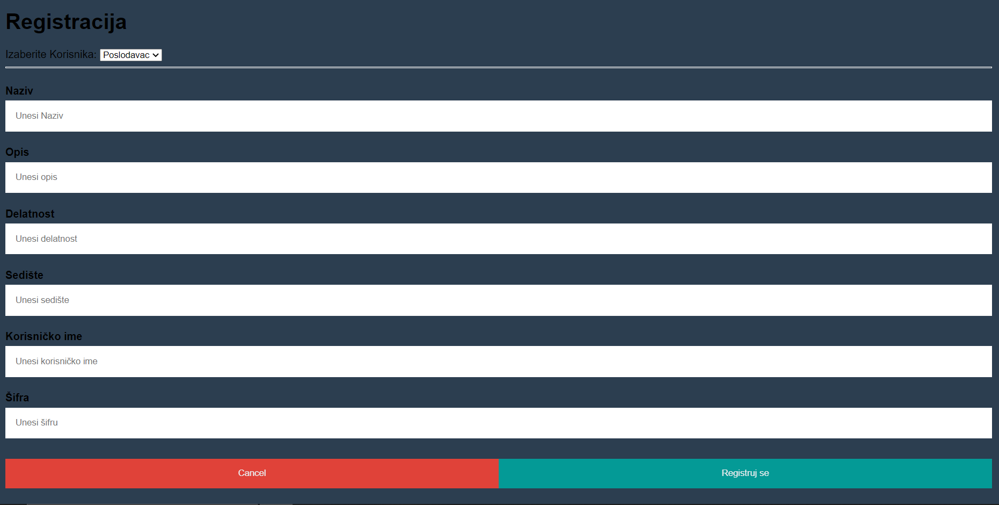 Registracija
Izaberite Korisnika: Poslodavac
Naziv
Unesi Naziv
Opis
Unesi opis
Delatnost
Unesi delatnost
Sedište
Unesi sedište
Korisničko ime
Unesi korisničko ime
Šifra
Unesi šifru
Cancel Registruj se